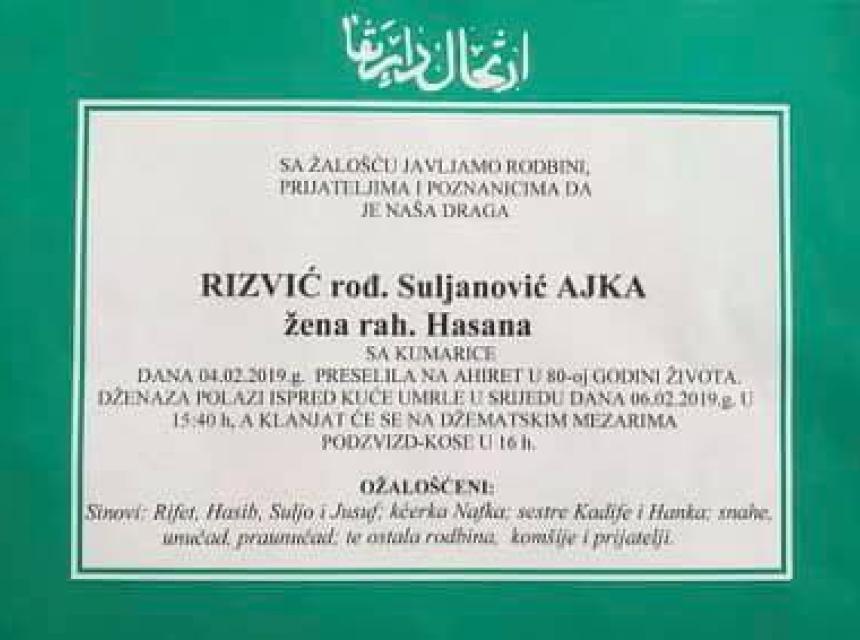 ارتحال دار بقا
SA ŽALOŠĆU JAVLJAMO RODBINI,
PRIJATELJIMA I POZNANICIMA DA
JE NAŠA DRAGA
RIZVIĆ rođ. Suljanović AJKA
žena rah. Hasana
SA KUMARICE
DANA 04.02.2019.g. PRESELILA NA AHIRET U 80-oj GODINI ŽIVOTA.
DŽENAZA POLAZI ISPRED KUĆE UMRLE U SRIJEDU DANA 06.02.2019.g. U
15:40 h, A KLANJAT ĆE SE NA DŽEMATSKIM MEZARIMA
PODZVIZD-KOSE U 16 h.
OŽALOŠĆENI:
Sinovi: Rifet, Hasib, Suljo i Jusuf; kćerka Nafka; sestre Kadife i Hanka; snahe,
unučad, praunučad; te ostala rodbina, komšije i prijatelji.